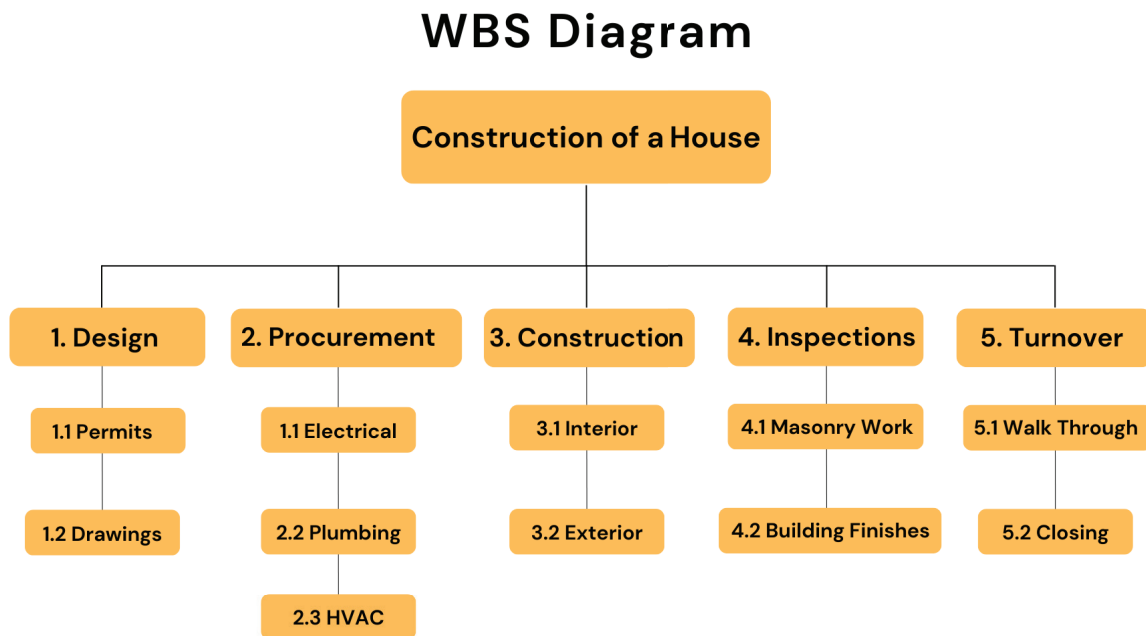 WBS Diagram
Construction of a House
1. Design
2. Procurement
3. Construction
4. Inspections
5. Turnover
1.1 Permits
1.1 Electrical
3.1 Interior
4.1 Masonry Work
5.1 Walk Through
1.2 Drawings
2.2 Plumbing
3.2 Exterior
4.2 Building Finishes
5.2 Closing
2.3 HVAC